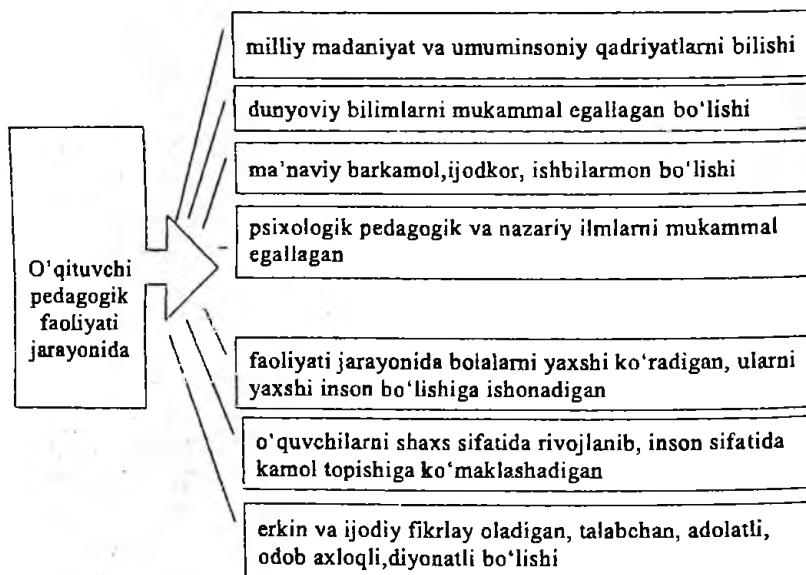 O'qituvchi
pedagogik
faoliyati
jarayonida
milliy madaniyat va umuminsoniy qadriyatlarni bilishi
dunyoviy bilimlarni mukammal egallagan bo‘lishi
ma’naviy barkamol,ijodkor, ishbilarmon bo‘lishi
psixologik pedagogik va nazariy ilmlarni mukammal
egallagan
faoliyati jarayonida bolalarni yaxshi ko‘radigan, ularni
yaxshi inson bo‘lishiga ishonadigan
o‘quvchilarni shaxs sifatida rivojlanib, inson sifatida
kamol topishiga ko‘maklashadigan
erkin va ijodiy fikrlay oladigan, talabchan, adolatli,
odob axloqli,diyonatli bo‘lishi